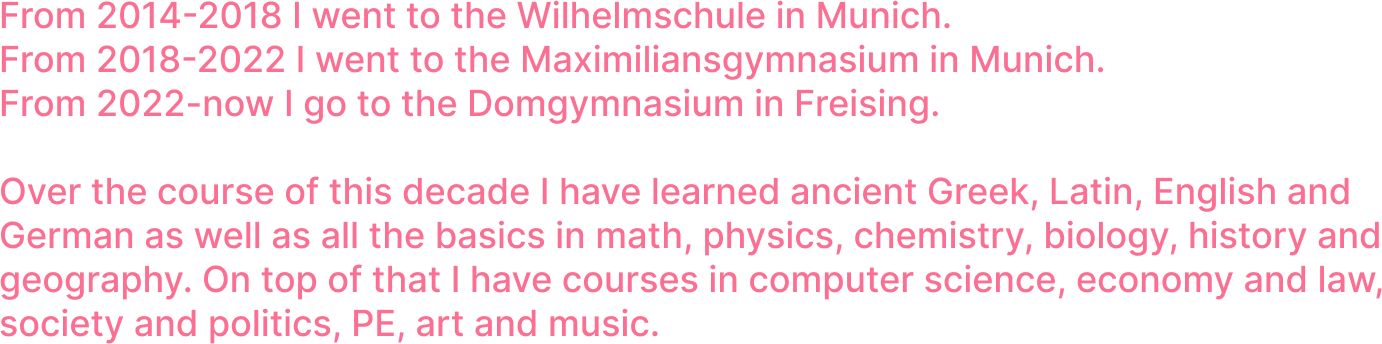 From 2014-2018 I went to the Wilhelmschule in Munich.
From 2018-2022 I went to the Maximiliansgymnasium in Munich.
From 2022-now I go to the Domgymnasium in Freising.
Over the course of this decade I have learned ancient Greek, Latin, English and
German as well as all the basics in math, physics, chemistry, biology, history and
geography. On top of that I have courses in computer science, economy and law,
society and politics, PE, art and music.